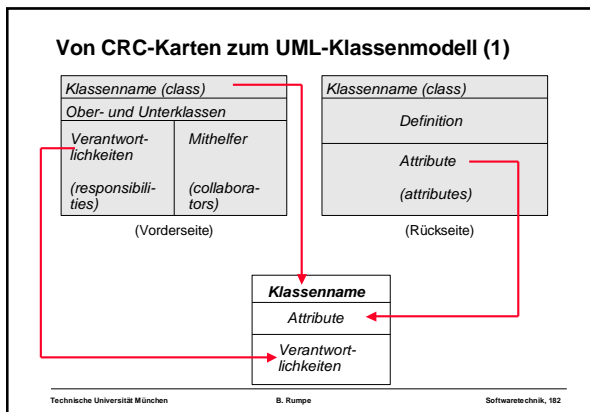 Von CRC-Karten zum UML-Klassenmodell (1)
Klassenname (class)
Ober- und Unterklassen
Verantwort-
lichkeiten
(responsibili-
ties)
Mithelfer
(collabora-
tors)
(Vorderseite)
Klassenname (class)
Definition
Attribute
(attributes)
(Rückseite)
Klassenname
Attribute
Verantwort-
lichkeiten
Technische Universität München B. Rumpe Softwaretechnik, 182